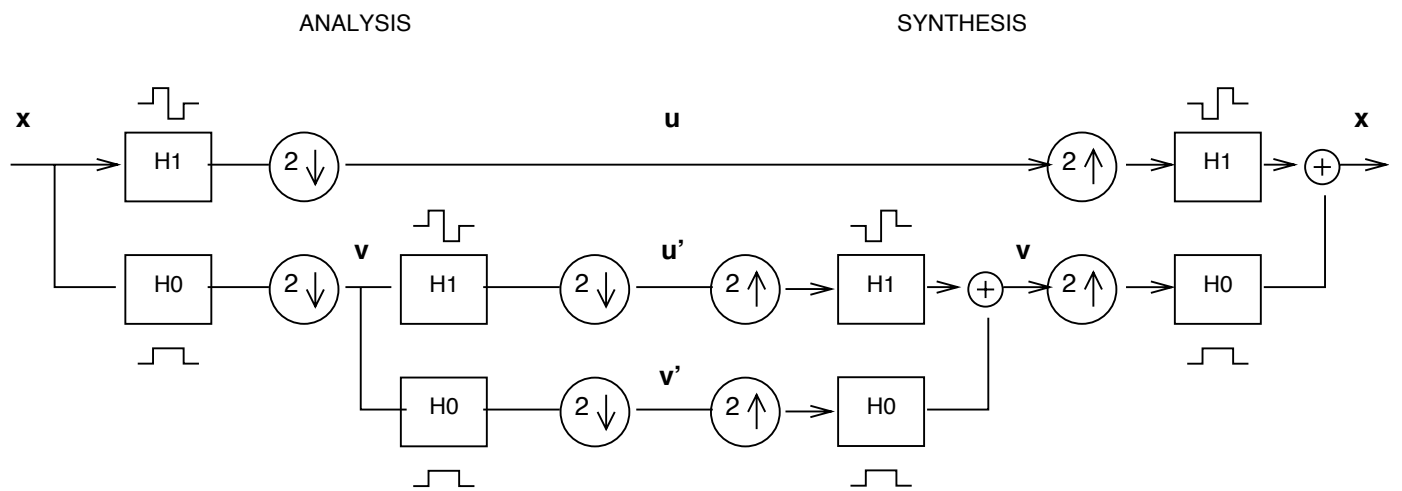 ANALYSIS SYNTHESIS
x u x
H1 2 2 H1 +
v u' v
H0 2 H1 2 2 H1 + 2 H0
v'
H0 2 2 H0